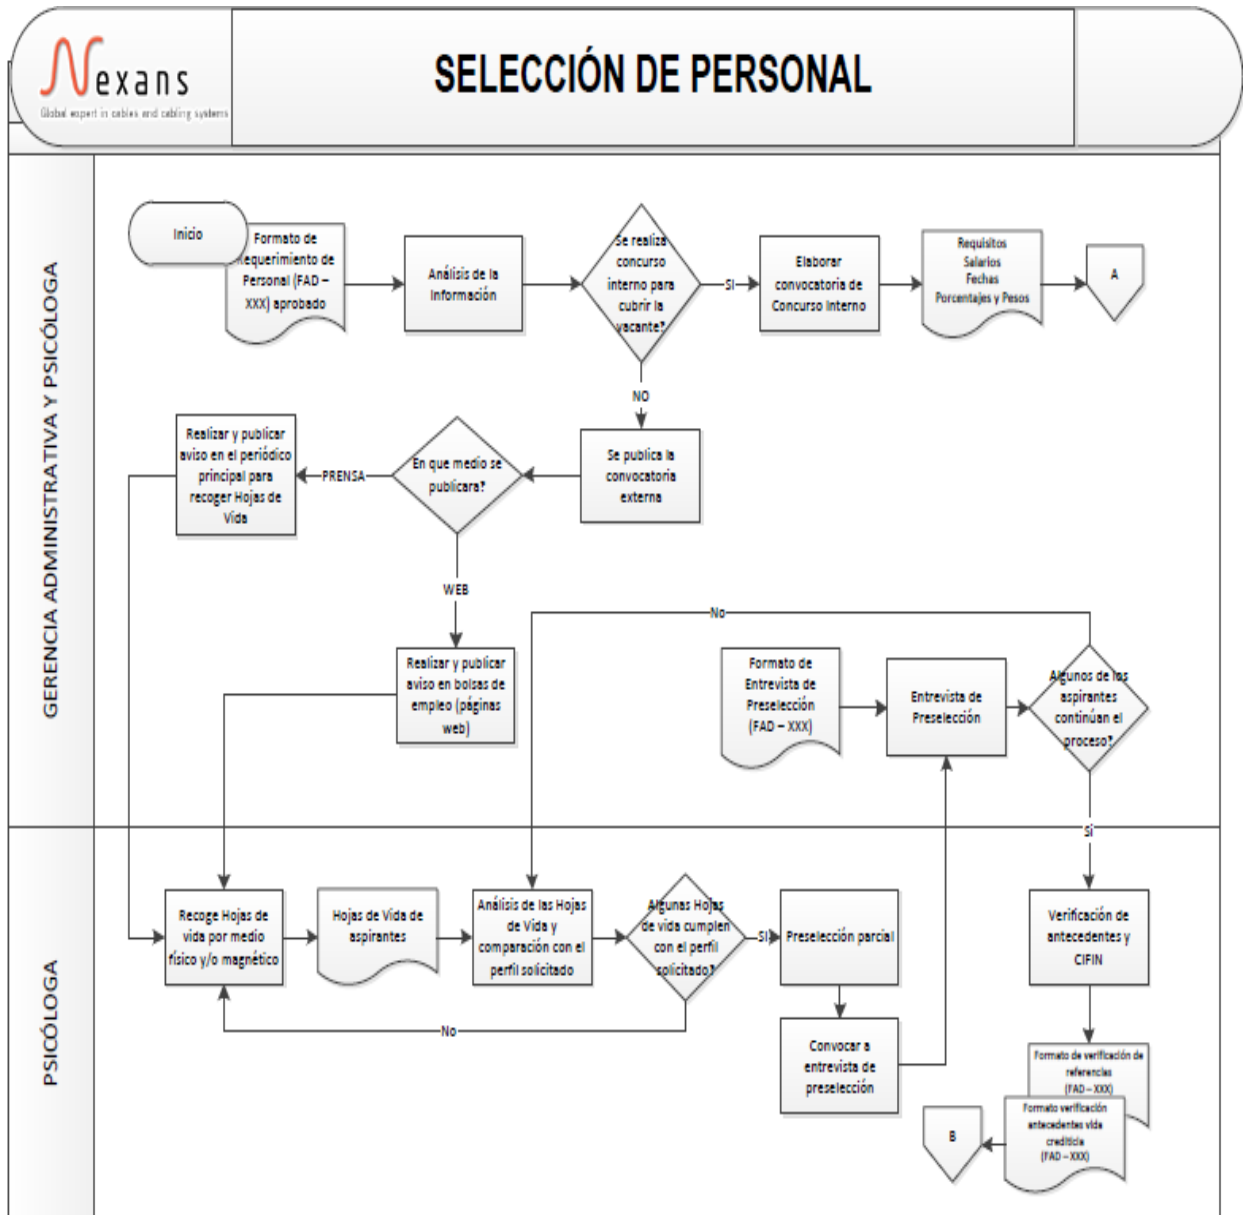 Nexans
Global expert in cables and cabling systems
SELECCIÓN DE PERSONAL
GERENCIA ADMINISTRATIVA Y PSICÓLOGA
Inicio
Formato de
Requerimiento de
Personal (FAD –
XXX) aprobado
Análisis de la
Información
Se realiza
concurso
interno para
cubrir la
vacante?
SI
Elaborar
convocatoria de
Concurso Interno
Requisitos
Salarios
Fechas
Porcentajes y Pesos
A
NO
Realizar y publicar
aviso en el periódico
principal para
recoger Hojas de
Vida
PRENSA
En que medio se
publicara?
Se publica la
convocatoria
externa
WEB
No
Realizar y publicar
aviso en bolsas de
empleo (páginas
web)
Formato de
Entrevista de
Preselección
(FAD – XXX)
Entrevista de
Preselección
Algunos de los
aspirantes
continúan el
proceso?
Sí
PSICÓLOGA
Recoge Hojas de
vida por medio
físico y/o magnético
Hojas de Vida de
aspirantes
Análisis de las Hojas
de Vida y
comparación con el
perfil solicitado
Algunas Hojas
de vida cumplen
con el perfil
solicitado?
SI
Preselección parcial
Verificación de
antecedentes y
CIFIN
No
Convocar a
entrevista de
preselección
Formato de verificación de
referencias
(FAD – XXX)
Formato verificación
antecedentes vida
crediticia
(FAD – XXX)
B